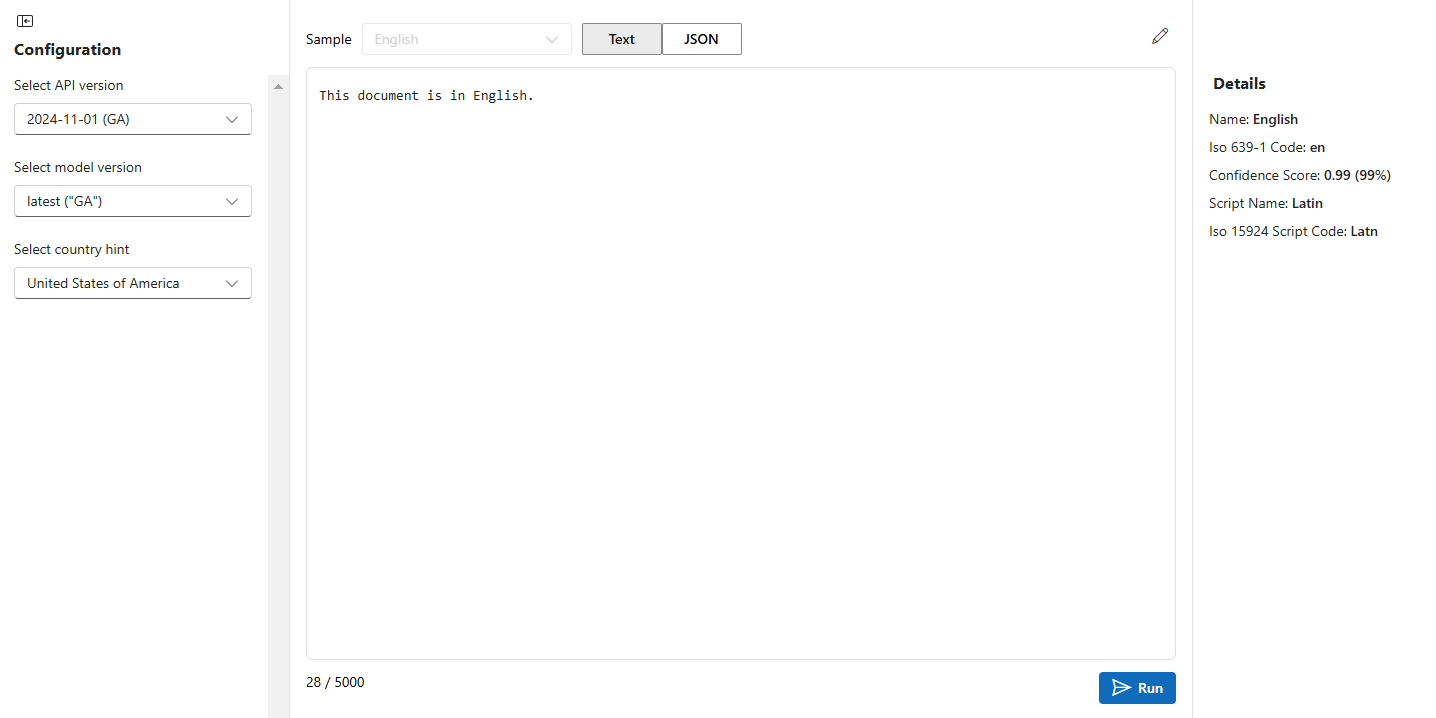 Configuration
Select API version
2024-11-01 (GA)
Select model version
latest ("GA")
Select country hint
United States of America
Sample
English
Text
JSON
This document is in English.
28 / 5000
Run
Details
Name: English
Iso 639-1 Code: en
Confidence Score: 0.99 (99%)
Script Name: Latin
Iso 15924 Script Code: Latn